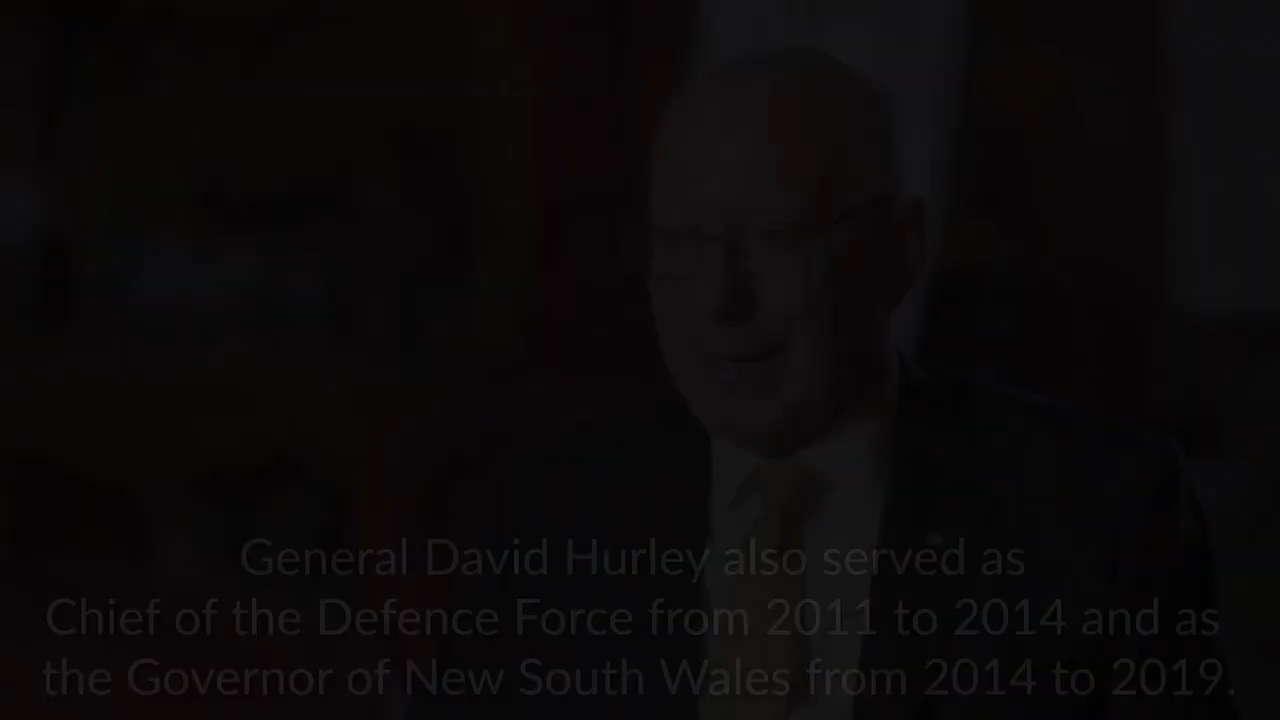 General David Hurley also served as
Chief of the Defence Force from 2011 to 2014 and as
the Governor of New South Wales from 2014 to 2019.